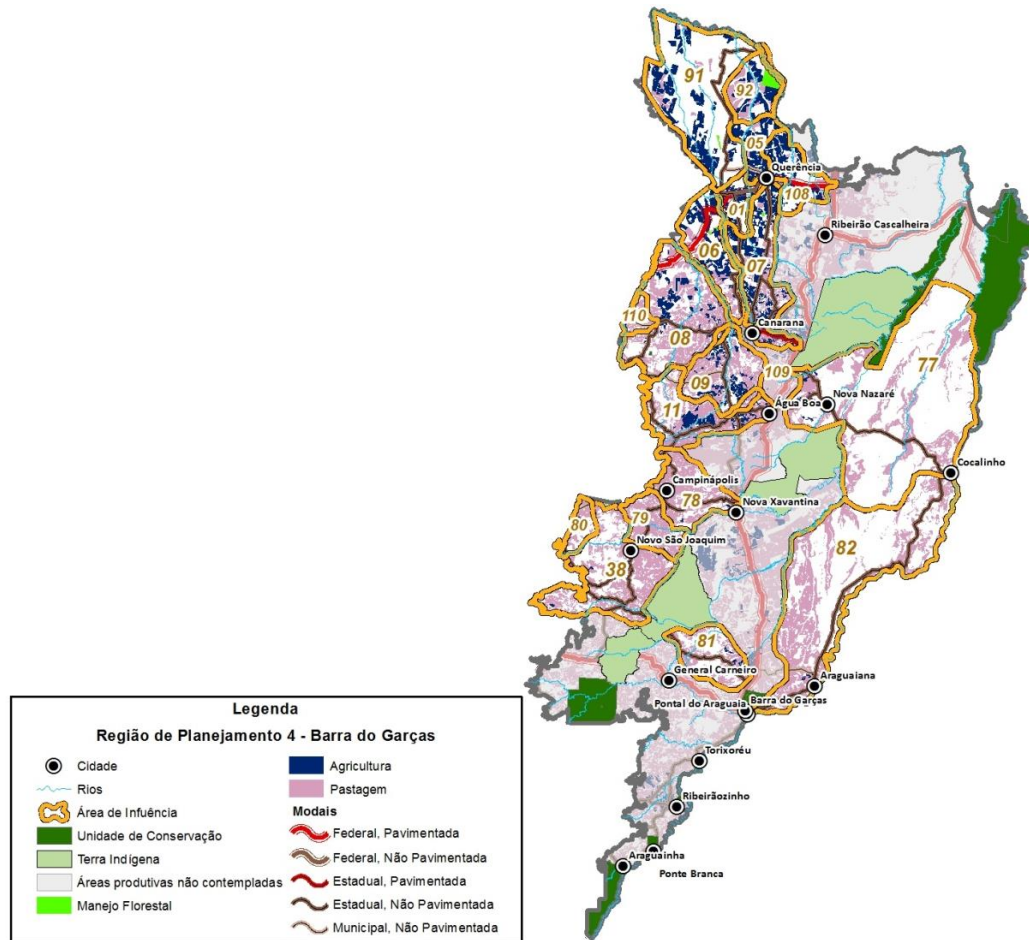 91
92
05
Querência
108
01
Ribeirão Cascalheira
06
07
110
Canarana
08
77
109
09
Nova Nazaré
11
Água Boa
Cocalinho
Campinápolis
78
Nova Xavantina
80
79
Novo São Joaquim
82
38
81
General Carneiro
Araguaiana
Pontal do Araguaia
Barra do Garças
Torixoréu
Ribeirãozinho
Araguainha
Ponte Branca
Legenda
Região de Planejamento 4 - Barra do Garças
Cidade
Rios
Área de Infuência
Unidade de Conservação
Terra Indígena
Áreas produtivas não contempladas
Manejo Florestal
Agricultura
Pastagem
Modais
Federal, Pavimentada
Federal, Não Pavimentada
Estadual, Pavimentada
Estadual, Não Pavimentada
Municipal, Não Pavimentada